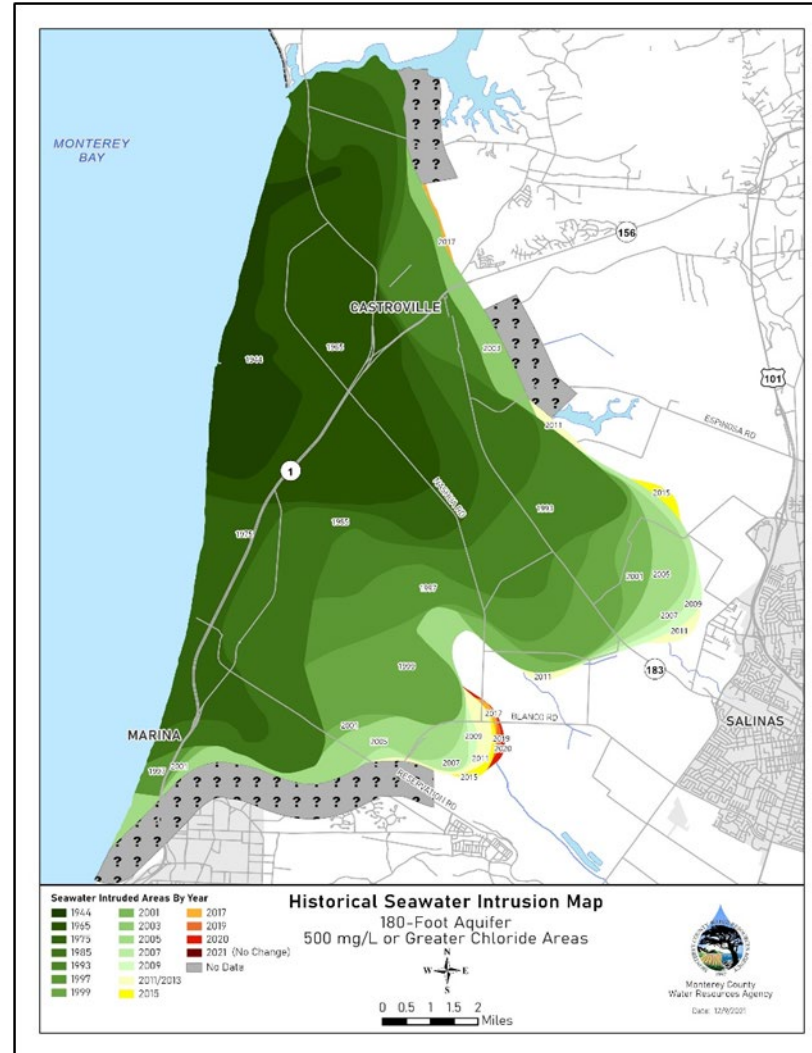 MONTEREY
BAY
? ?
? ?
? ?
? ?
? ?
?
2017
156
CASTROVILLE
1965
2003
? ?
? ?
? ?
? ?
? ?
1944
101
2011
ESPINOSA RD
1
NASHUA RD
2015
1993
1985
1975
2001
2005
1997
2009
2007
2011
1999
2011
183
2017
BLANCO RD
SALINAS
2001
MARINA
2009
2019
2005
2020
2011
2007
1997
2001
2015
RESERVATION RD
? ? ? ? ? ? ? ? ?
? ? ? ? ? ? ? ? ?
Seawater Intruded Areas By Year
1944
1965
1975
1985
1993
1997
1999
2001
2003
2005
2007
2009
2011/2013
2015
2017
2019
2020
2021 (No Change)
No Data
Historical Seawater Intrusion Map
180-Foot Aquifer
500 mg/L or Greater Chloride Areas
N
W E
S
0 0.5 1 1.5 2
Miles
Monterey County
Water Resources Agency
Date: 12/9/2021